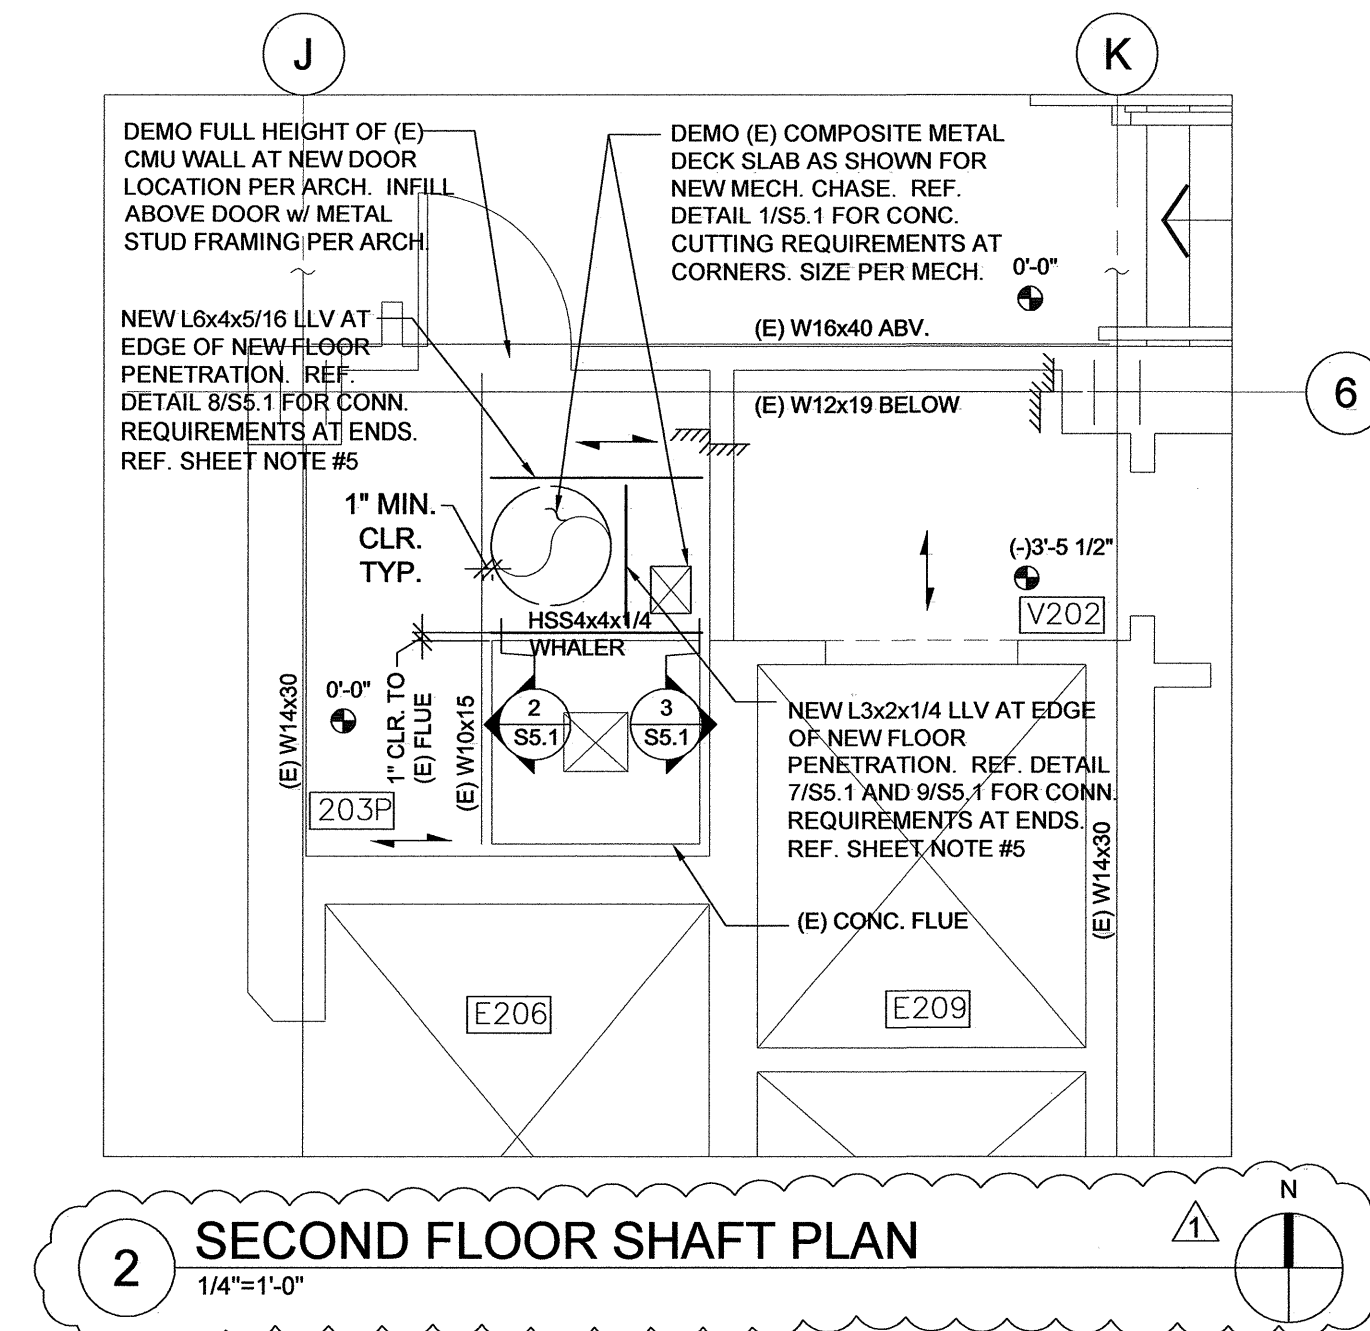 J
K
DEMO FULL HEIGHT OF (E)
CMU WALL AT NEW DOOR
LOCATION PER ARCH. INFILL
ABOVE DOOR w/ METAL
STUD FRAMING PER ARCH.
DEMO (E) COMPOSITE METAL
DECK SLAB AS SHOWN FOR
NEW MECH. CHASE. REF.
DETAIL 1/S5.1 FOR CONC.
CUTTING REQUIREMENTS AT
CORNERS. SIZE PER MECH.
0'-0"
NEW L6x4x5/16 LLV AT
EDGE OF NEW FLOOR
PENETRATION. REF.
DETAIL 8/S5.1 FOR CONN.
REQUIREMENTS AT ENDS.
REF. SHEET NOTE #5
(E) W16x40 ABV.
(E) W12x19 BELOW
6
1" MIN.
CLR.
TYP.
(-)3'-5 1/2"
V202
HSS4x4x1/4
WHALER
(E) W14x30
0'-0"
1" CLR. TO
(E) FLUE
(E) W10x15
2
S5.1
3
S5.1
203P
NEW L3x2x1/4 LLV AT EDGE
OF NEW FLOOR
PENETRATION. REF. DETAIL
7/S5.1 AND 9/S5.1 FOR CONN.
REQUIREMENTS AT ENDS.
REF. SHEET NOTE #5
(E) W14x30
(E) CONC. FLUE
E206
E209
2
SECOND FLOOR SHAFT PLAN
1/4"=1'-0"
1
N